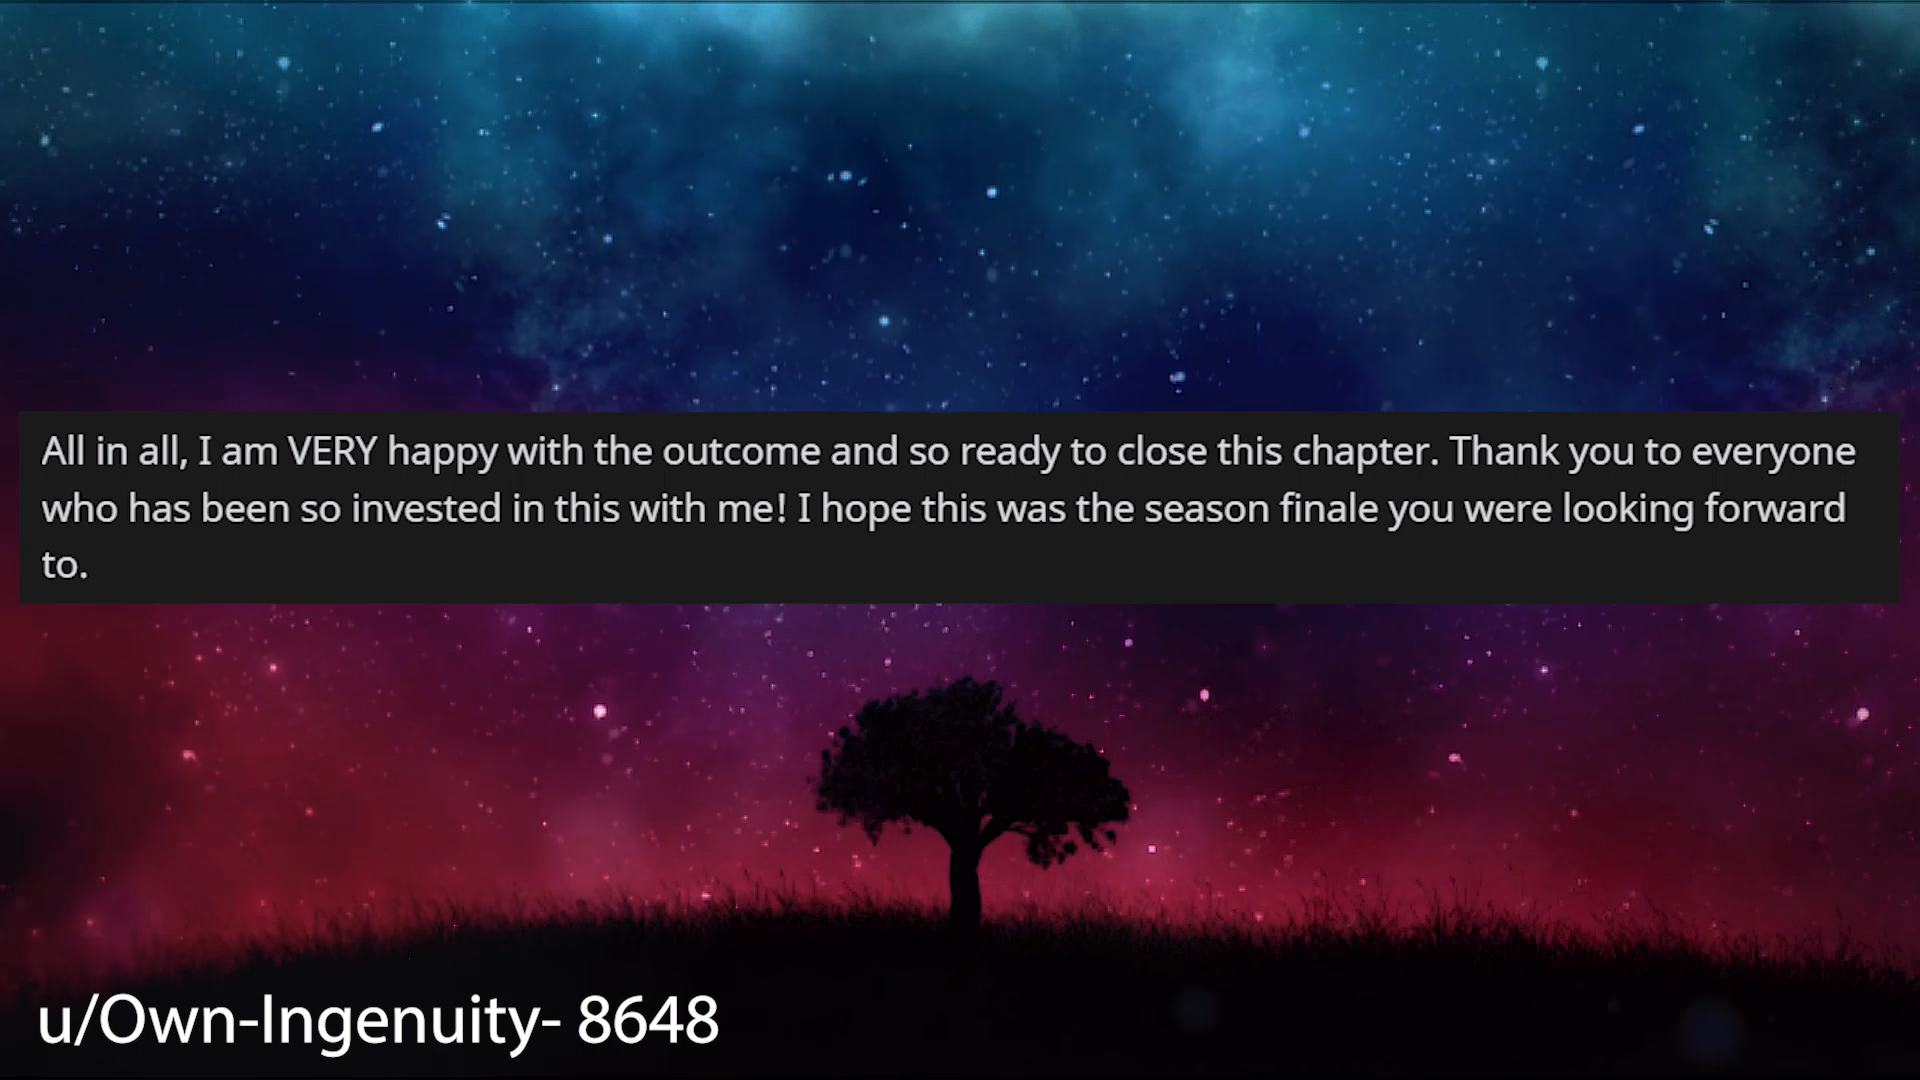 All in all, I am VERY happy with the outcome and so ready to close this chapter. Thank you to everyone
who has been so invested in this with me! I hope this was the season finale you were looking forward
to.
u/Own-Ingenuity- 8648